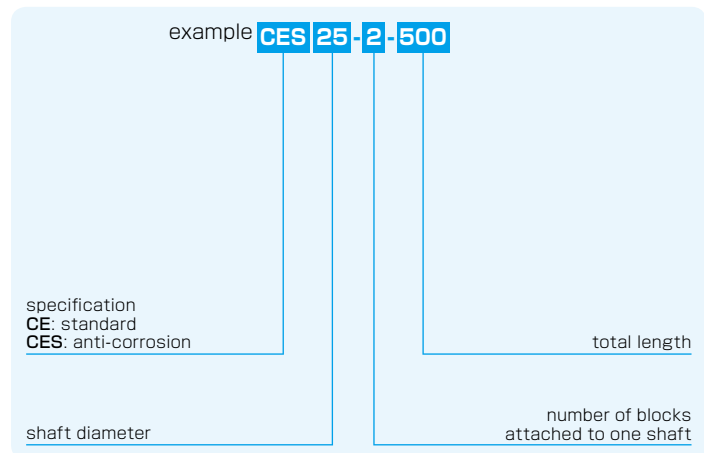 example CES 25 - 2 - 500
specification
CE: standard
CES: anti-corrosion
total length
shaft diameter
number of blocks
attached to one shaft